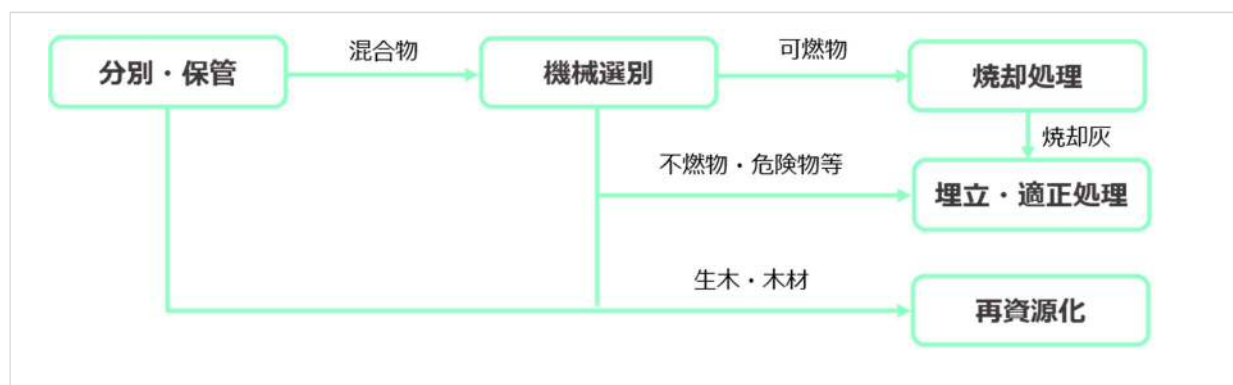 分別・保管
混合物
機械選別
可燃物
焼却処理
焼却灰
不燃物・危険物等
埋立・適正処理
生木・木材
再資源化